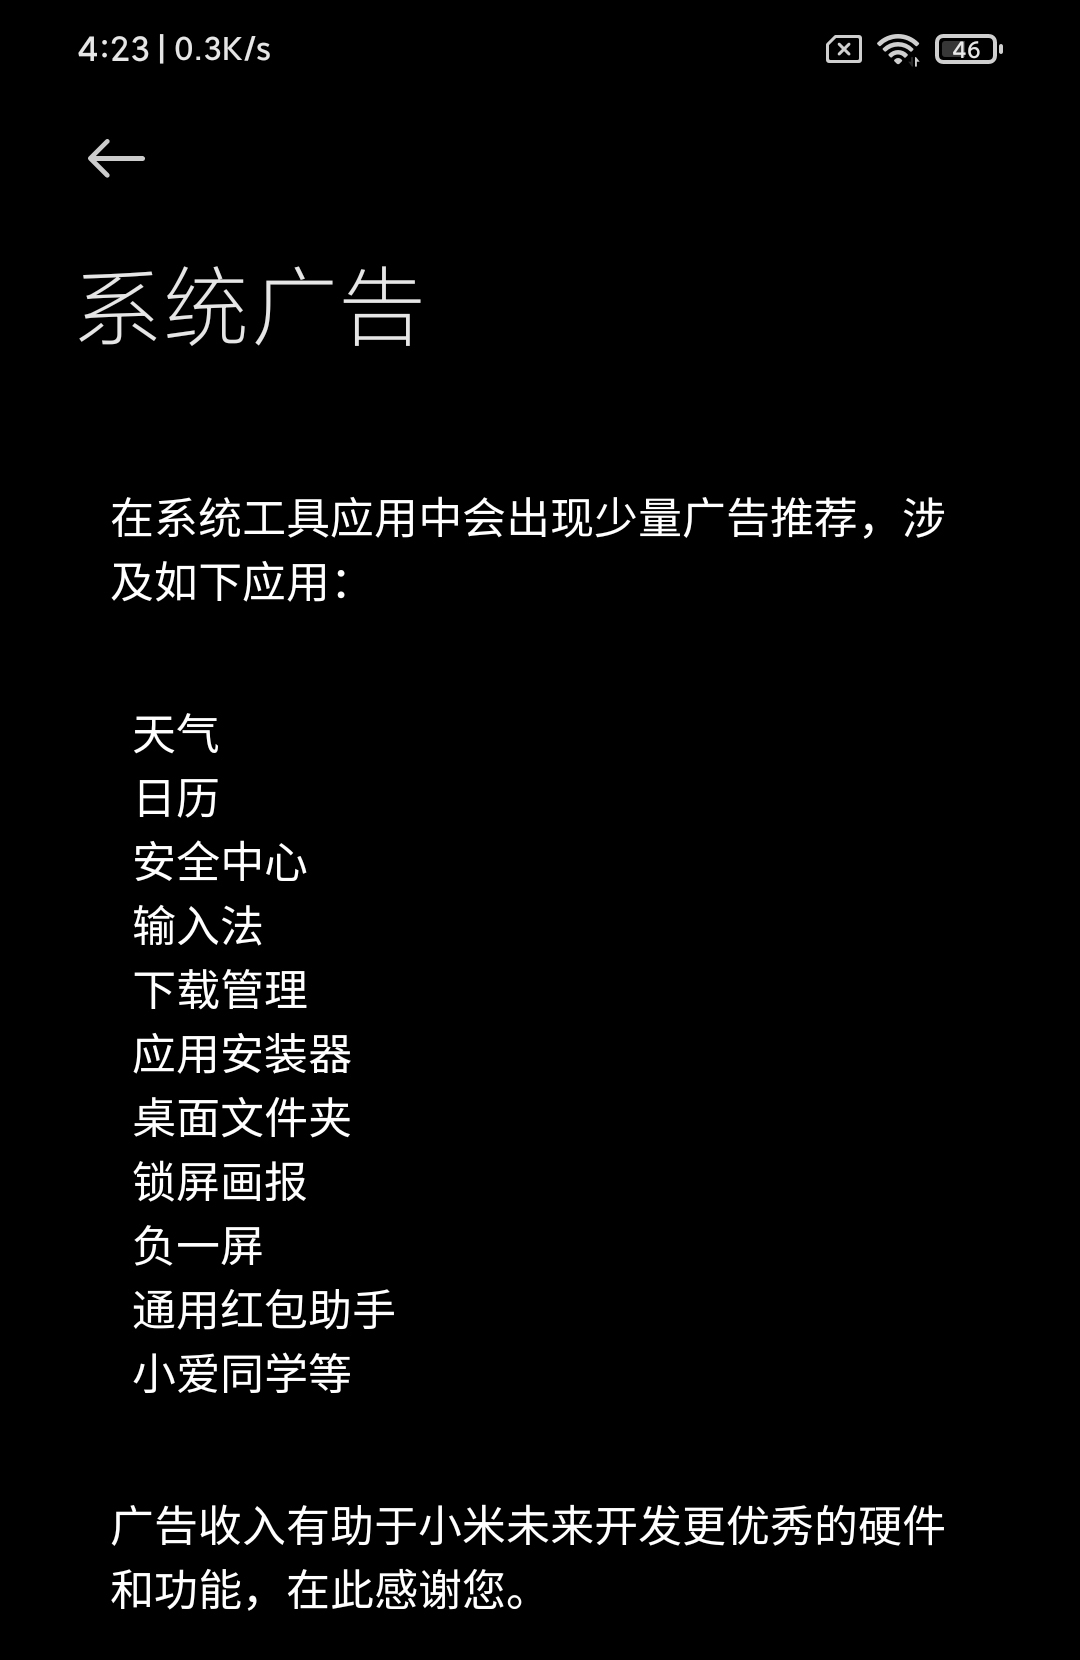 4:23 | 0.3K/s
46
系统广告
在系统工具应用中会出现少量广告推荐，涉
及如下应用：
天气
日历
安全中心
输入法
下载管理
应用安装器
桌面文件夹
锁屏画报
负一屏
通用红包助手
小爱同学等
广告收入有助于小米未来开发更优秀的硬件
和功能，在此感谢您。